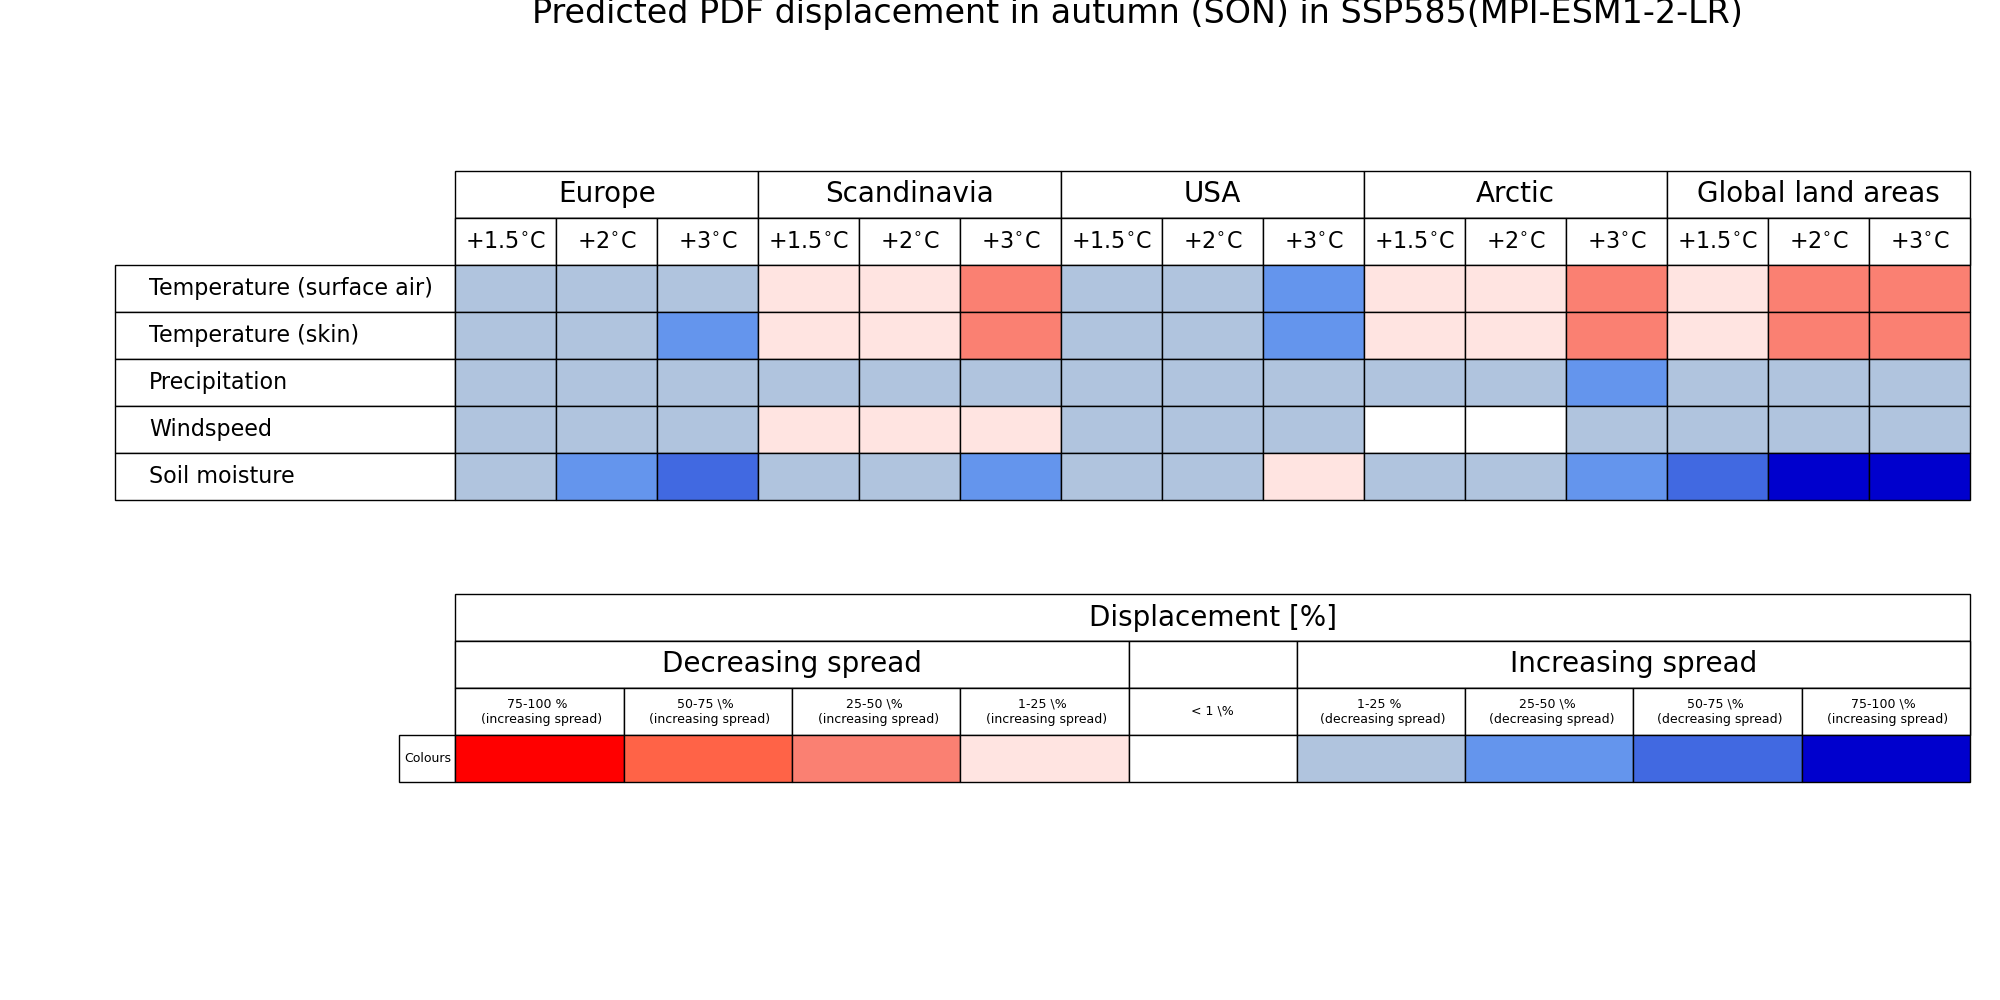 Predicted PDF displacement in autumn (SON) in SSP585(MPI-ESM1-2-LR)
Europe Scandinavia USA Arctic Global land areas
+1.5°C +2°C +3°C +1.5°C +2°C +3°C +1.5°C +2°C +3°C +1.5°C +2°C +3°C +1.5°C +2°C +3°C
Temperature (surface air)
Temperature (skin)
Precipitation
Windspeed
Soil moisture
Displacement [%]
Decreasing spread Increasing spread
75-100 % 50-75 \% 25-50 \% 1-25 \% < 1 \% 1-25 % 25-50 \% 50-75 \% 75-100 \%
(increasing spread) (increasing spread) (increasing spread) (increasing spread) (decreasing spread) (decreasing spread) (decreasing spread) (increasing spread)
Colours